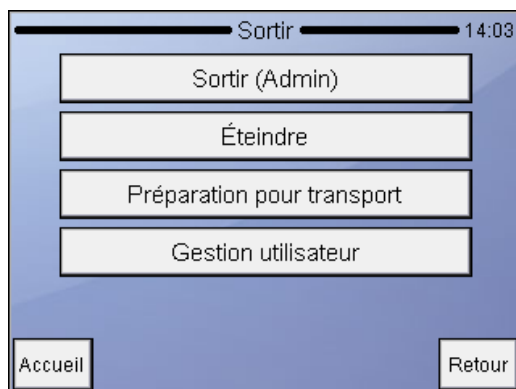 Sortir 14:03
Sortir (Admin)
Éteindre
Préparation pour transport
Gestion utilisateur
Accueil Retour